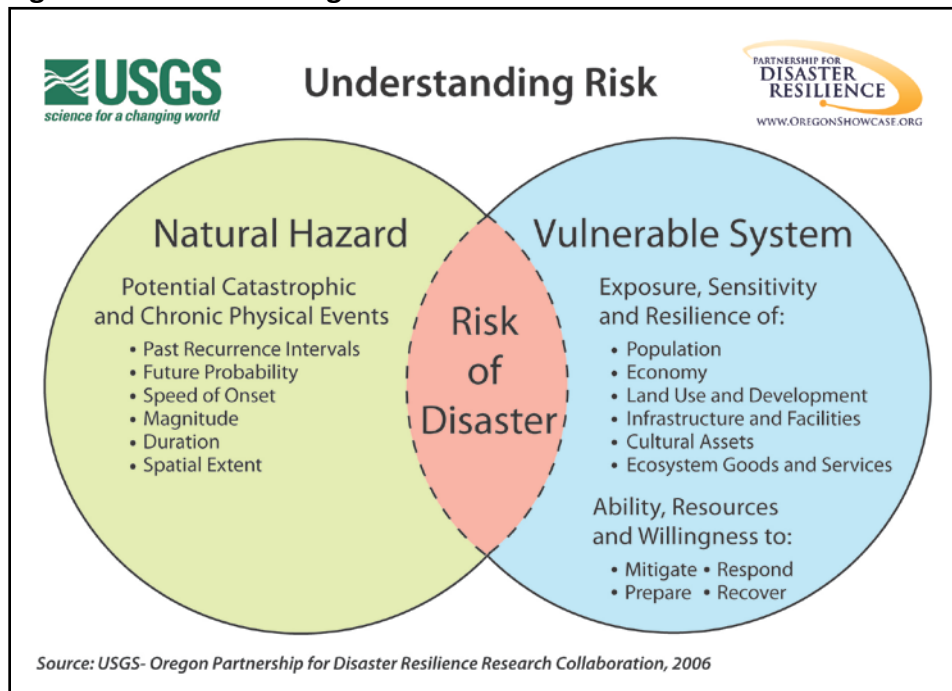 USGS
science for a changing world
Understanding Risk
PARTNERSHIP FOR
DISASTER
RESILIENCE
WWW.OREGONSHOWCASE.ORG
Natural Hazard
Potential Catastrophic
and Chronic Physical Events
• Past Recurrence Intervals
• Future Probability
• Speed of Onset
• Magnitude
• Duration
• Spatial Extent
Risk
of
Disaster
Vulnerable System
Exposure, Sensitivity
and Resilience of:
• Population
• Economy
• Land Use and Development
• Infrastructure and Facilities
• Cultural Assets
• Ecosystem Goods and Services
Ability, Resources
and Willingness to:
• Mitigate • Respond
• Prepare • Recover
Source: USGS- Oregon Partnership for Disaster Resilience Research Collaboration, 2006